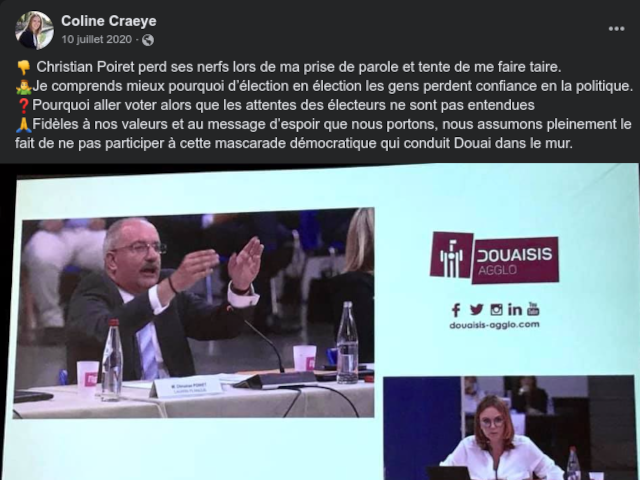 Coline Craeye
10 juillet 2020 ·
👎 Christian Poiret perd ses nerfs lors de ma prise de parole et tente de me faire taire.
🤷‍♀️Je comprends mieux pourquoi d'élection en élection les gens perdent confiance en la politique.
❓Pourquoi aller voter alors que les attentes des électeurs ne sont pas entendues
🙏Fidèles à nos valeurs et au message d'espoir que nous portons, nous assumons pleinement le
fait de ne pas participer à cette mascarade démocratique qui conduit Douai dans le mur.
DOUAISIS
AGGLO
You
Tube
douaisis-agglo.com
M. Christian POIRET